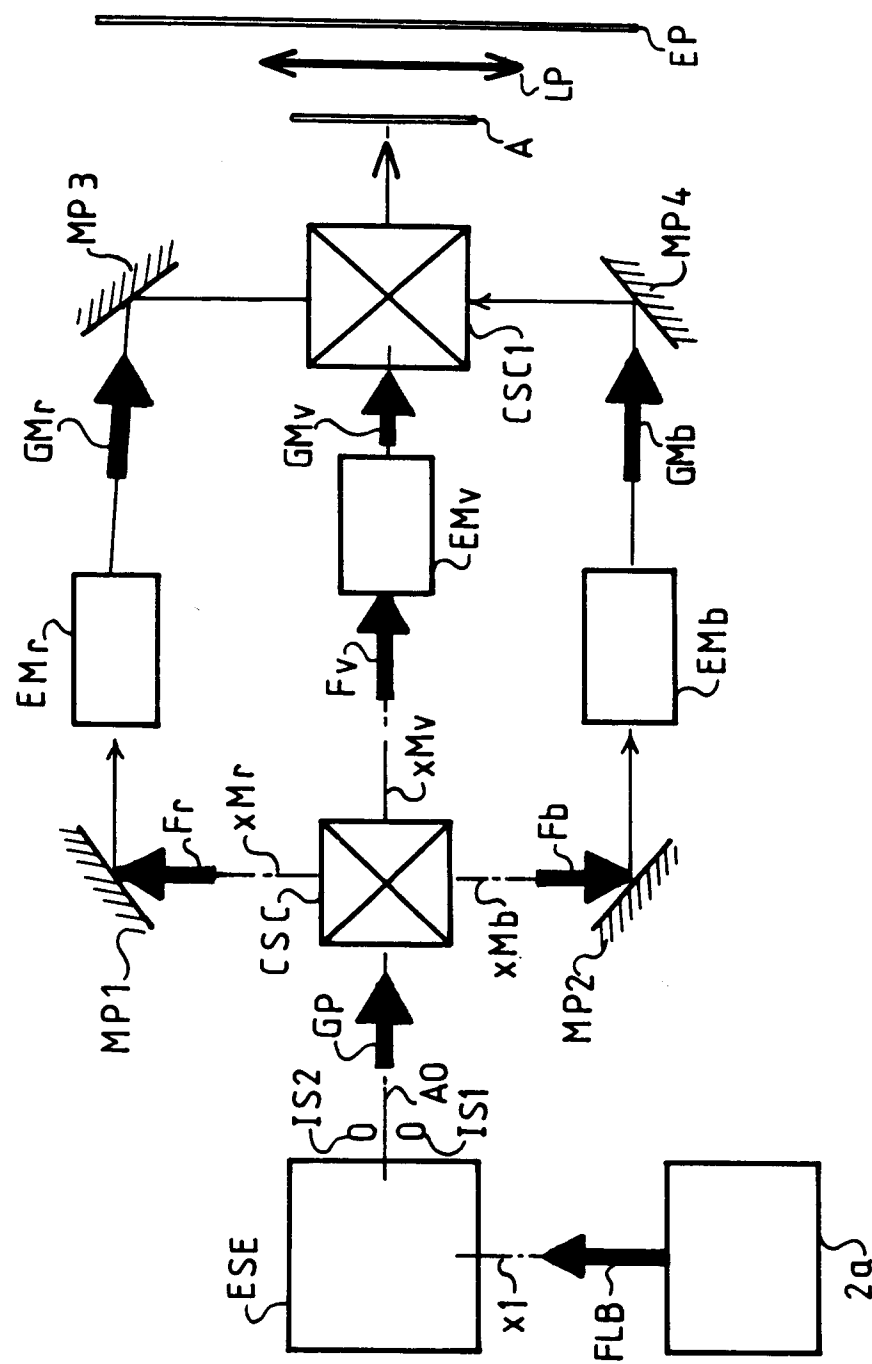 EP
LP
A
MP3
MP4
CSC1
GMr
GMv
GMb
EMr
EMv
EMb
Fv
xMv
Fr
xMr
CSC
xMb
Fb
MP1
MP2
GP
A0
IS2
IS1
ESE
x1
FLB
2a